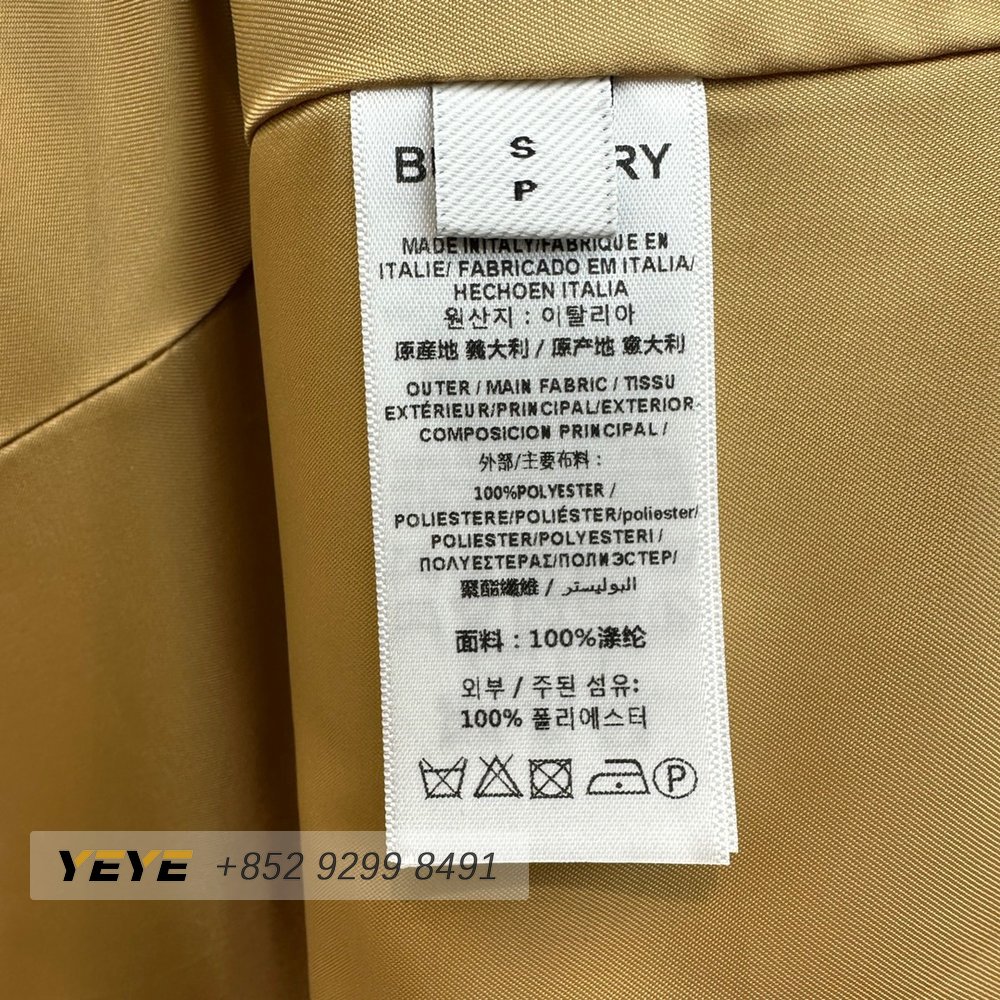 S
P
MADE INITALY/FABRIQUE EN
ITALIE/ FABRICADO EM ITALIA/
HECHOEN ITALIA
원산지 : 이탈리아
原産地 義大利 / 原产地 意大利
OUTER / MAIN FABRIC / TISSU
EXTÉRIEUR/PRINCIPAL/EXTERIOR
COMPOSICION PRINCIPAL /
外部/主要布料 :
100%POLYESTER /
POLIESTERE/POLIÉSTER/poliester/
POLIESTER/POLYESTERI /
ΠΟΛΥΕΣΤΕΡΑΣ/ПОЛИЭСТЕР/
聚酯纖維 / البوليستر
面料 : 100%涤纶
외부 / 주된 섬유:
100% 폴리에스터
P
YEYE +852 9299 8491